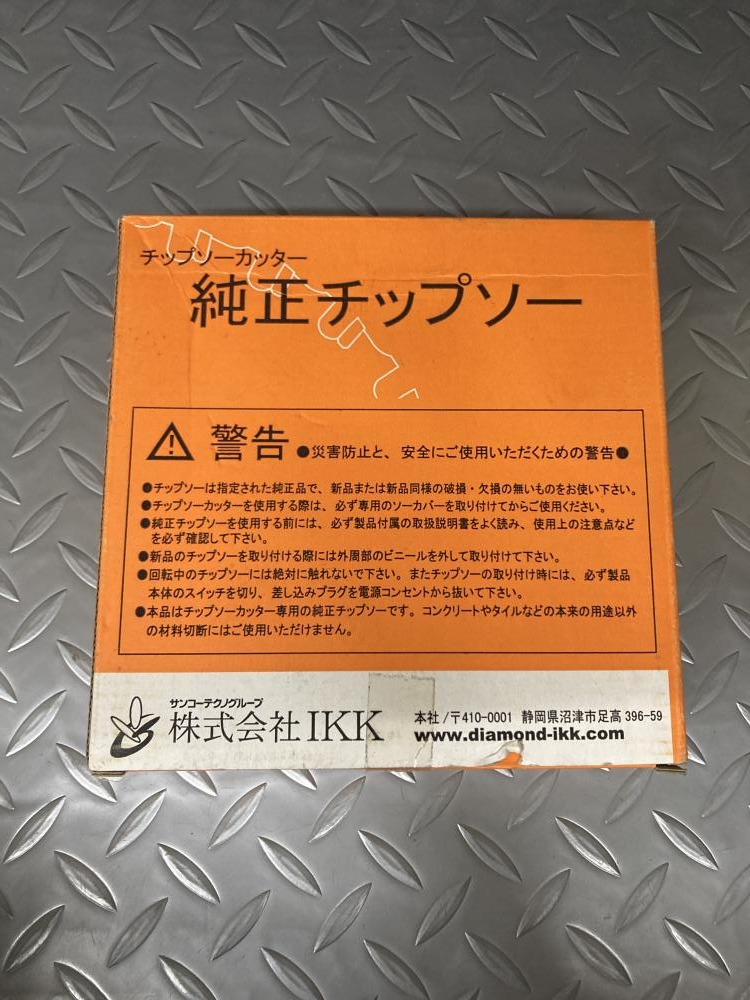 チップソーカッター
純正チップソー
警告 ●災害防止と、安全にご使用いただくための警告●
●チップソーは指定された純正品で、新品または新品同様の破損・欠損の無いものをお使い下さい。
●チップソーカッターを使用する際は、必ず専用のソーカバーを取り付けてからご使用ください。
●純正チップソーを使用する前には、必ず製品付属の取扱説明書をよく読み、使用上の注意点など
を必ず確認して下さい。
●新品のチップソーを取り付ける際には外周部のビニールを外して取り付けて下さい。
●回転中のチップソーには絶対に触れないで下さい。またチップソーの取り付け時には、必ず製品
本体のスイッチを切り、差し込みプラグを電源コンセントから抜いて下さい。
●本品はチップソーカッター専用の純正チップソーです。コンクリートやタイルなどの本来の用途以外
の材料切断にはご使用いただけません。
サンコーテクノグループ
株式会社IKK
本社/〒410-0001 静岡県沼津市足高396-59
www.diamond-ikk.com